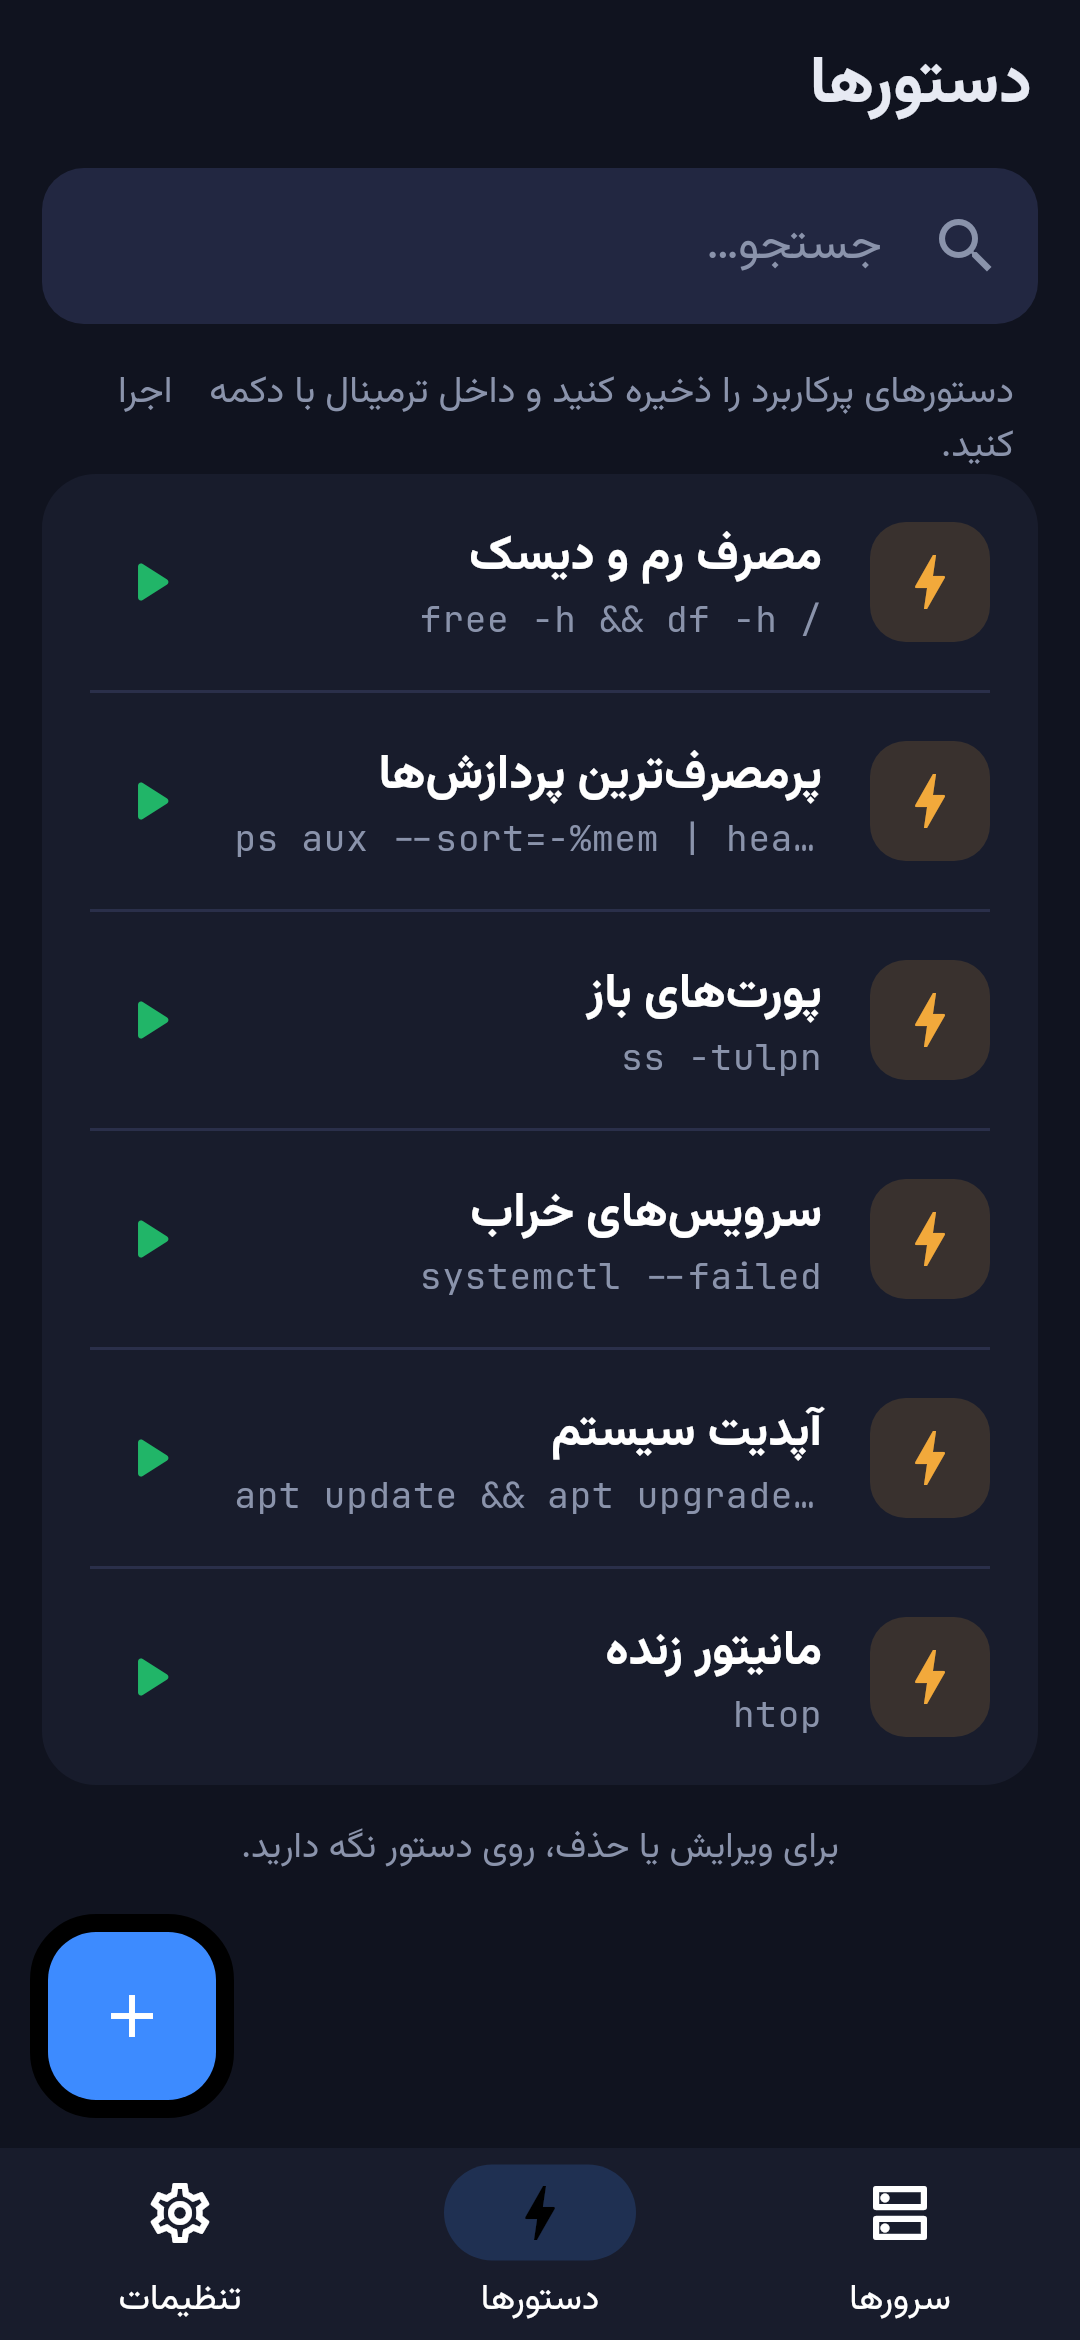 دستورها
جستجو...
دستورهای پرکاربرد را ذخیره کنید و داخل ترمینال با دکمه اجرا
کنید.
مصرف رم و دیسک
free -h && df -h /
پرمصرف‌ترین پردازش‌ها
ps aux --sort=-%mem | hea…
پورت‌های باز
ss -tulpn
سرویس‌های خراب
systemctl --failed
آپدیت سیستم
apt update && apt upgrade…
مانیتور زنده
htop
برای ویرایش یا حذف، روی دستور نگه دارید.
سرورها
دستورها
تنظیمات